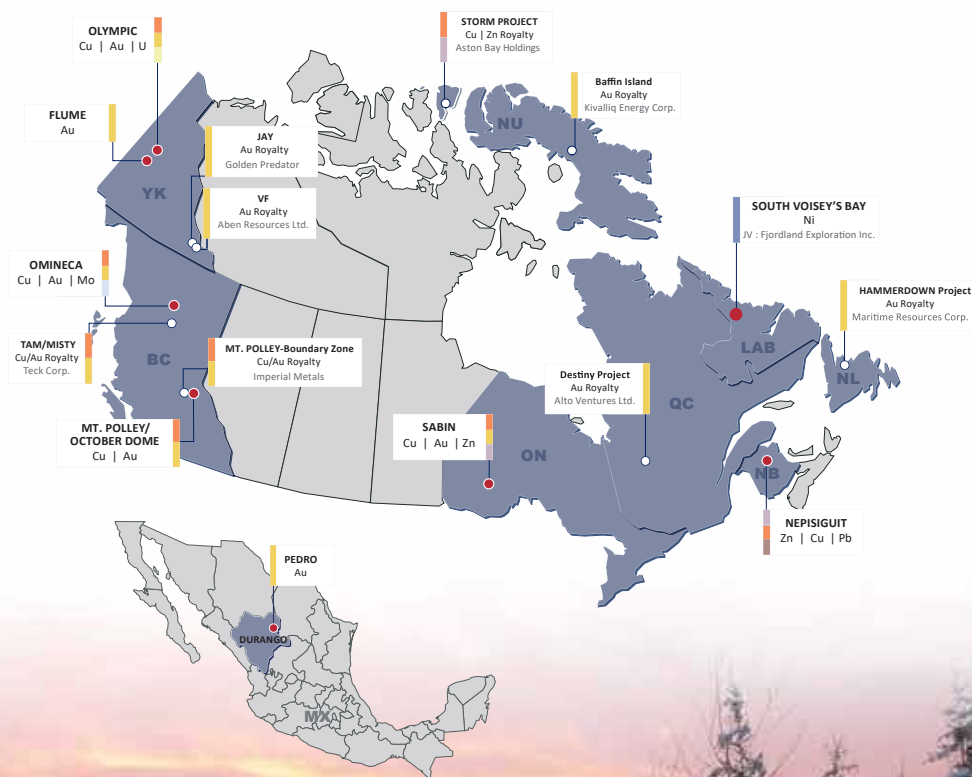 OLYMPIC
Cu | Au | U
STORM PROJECT
Cu | Zn Royalty
Aston Bay Holdings
Baffin Island
Au Royalty
Kivalliq Energy Corp.
FLUME
Au
JAY
Au Royalty
Golden Predator
VF
Au Royalty
Aben Resources Ltd.
NU
YK
SOUTH VOISEY'S BAY
Ni
JV : Fjordland Exploration Inc.
OMINECA
Cu | Au | Mo
HAMMERDOWN Project
Au Royalty
Maritime Resources Corp.
TAM/MISTY
Cu/Au Royalty
Teck Corp.
BC
MT. POLLEY-Boundary Zone
Cu/Au Royalty
Imperial Metals
LAB
NL
Destiny Project
Au Royalty
Alto Ventures Ltd.
QC
MT. POLLEY/
OCTOBER DOME
Cu | Au
SABIN
Cu | Au | Zn
ON
NB
NEPISIGUIT
Zn | Cu | Pb
PEDRO
Au
DURANGO
MX